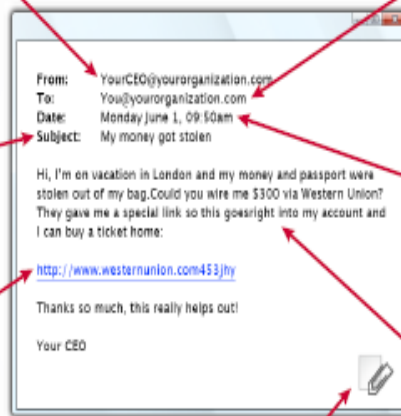 From: YourCEO@yourorganization.com
To: You@yourorganization.com
Date: Monday June 1, 09:50am
Subject: My money got stolen
Hi, I'm on vacation in London and my money and passport were
stolen out of my bag.Could you wire me $300 via Western Union?
They gave me a special link so this goesright into my account and
I can buy a ticket home:
http://www.westernunion.com453jhy
Thanks so much, this really helps out!
Your CEO